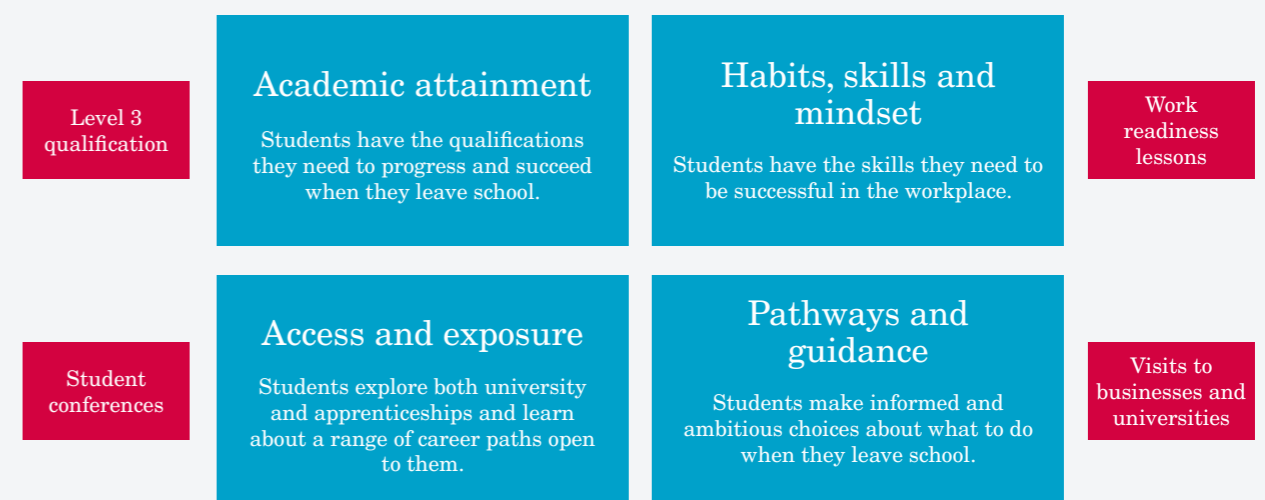 Level 3
qualification
Academic attainment
Students have the qualifications
they need to progress and succeed
when they leave school.
Habits, skills and
mindset
Students have the skills they need to
be successful in the workplace.
Work
readiness
lessons
Student
conferences
Access and exposure
Students explore both university
and apprenticeships and learn
about a range of career paths open
to them.
Pathways and
guidance
Students make informed and
ambitious choices about what to do
when they leave school.
Visits to
businesses and
universities